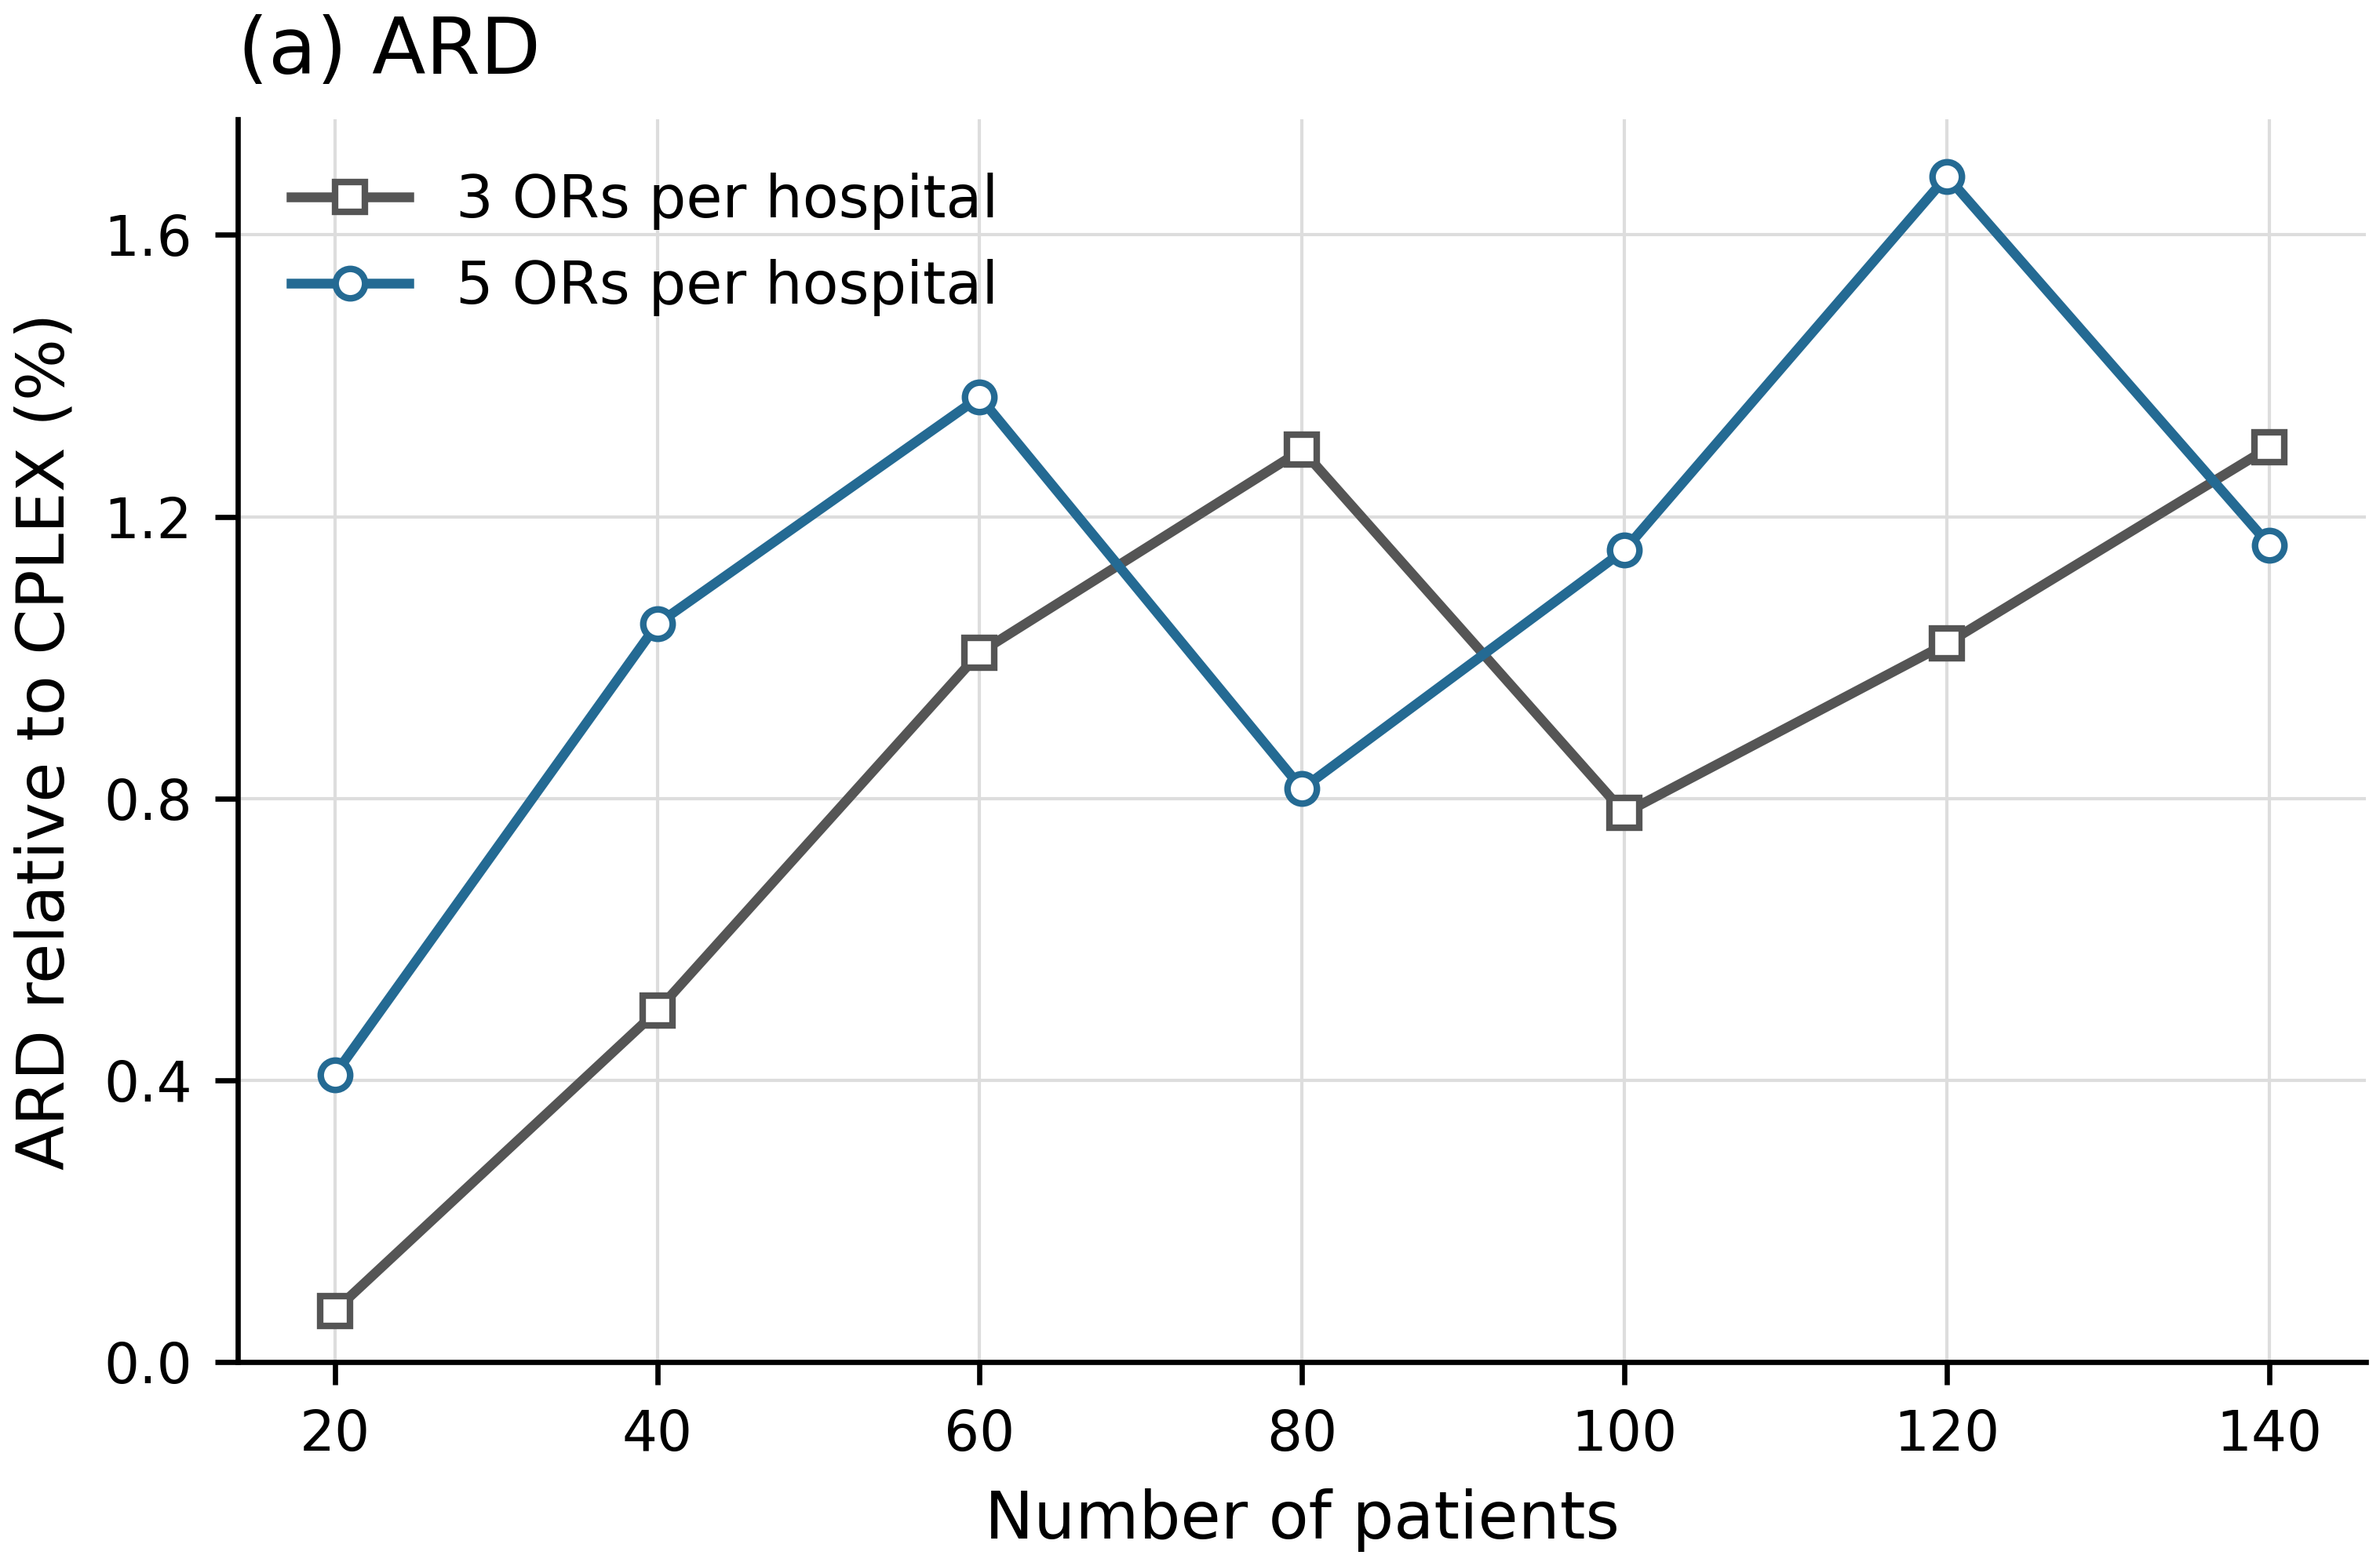 (a) ARD
3 ORs per hospital
5 ORs per hospital
ARD relative to CPLEX (%)
1.6
1.2
0.8
0.4
0.0
20 40 60 80 100 120 140
Number of patients